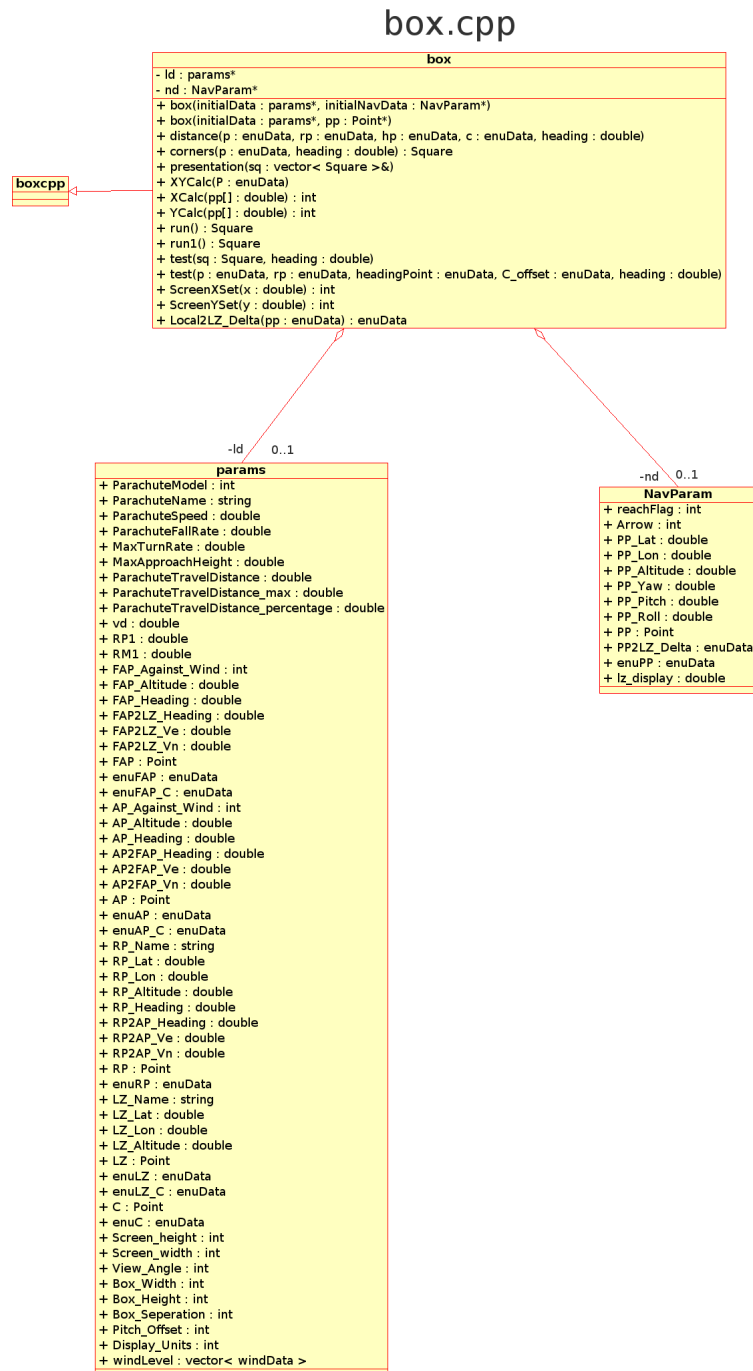 box.cpp
box
- ld : params*
- nd : NavParam*
+ box(initialData : params*, initialNavData : NavParam*)
+ box(initialData : params*, pp : Point*)
+ distance(p : enuData, rp : enuData, hp : enuData, c : enuData, heading : double)
+ corners(p : enuData, heading : double) : Square
+ presentation(sq : vector< Square >&)
+ XYCalc(P : enuData)
+ XCalc(pp[] : double) : int
+ YCalc(pp[] : double) : int
+ run() : Square
+ run1() : Square
+ test(sq : Square, heading : double)
+ test(p : enuData, rp : enuData, headingPoint : enuData, C_offset : enuData, heading : double)
+ ScreenXSet(x : double) : int
+ ScreenYSet(y : double) : int
+ Local2LZ_Delta(pp : enuData) : enuData
boxcpp
-ld
0..1
-nd
0..1
params
+ ParachuteModel : int
+ ParachuteName : string
+ ParachuteSpeed : double
+ ParachuteFallRate : double
+ MaxTurnRate : double
+ MaxApproachHeight : double
+ ParachuteTravelDistance : double
+ ParachuteTravelDistance_max : double
+ ParachuteTravelDistance_percentage : double
+ vd : double
+ RP1 : double
+ RM1 : double
+ FAP_Against_Wind : int
+ FAP_Altitude : double
+ FAP_Heading : double
+ FAP2LZ_Heading : double
+ FAP2LZ_Ve : double
+ FAP2LZ_Vn : double
+ FAP : Point
+ enuFAP : enuData
+ enuFAP_C : enuData
+ AP_Against_Wind : int
+ AP_Altitude : double
+ AP_Heading : double
+ AP2FAP_Heading : double
+ AP2FAP_Ve : double
+ AP2FAP_Vn : double
+ AP : Point
+ enuAP : enuData
+ enuAP_C : enuData
+ RP_Name : string
+ RP_Lat : double
+ RP_Lon : double
+ RP_Altitude : double
+ RP_Heading : double
+ RP2AP_Heading : double
+ RP2AP_Ve : double
+ RP2AP_Vn : double
+ RP : Point
+ enuRP : enuData
+ LZ_Name : string
+ LZ_Lat : double
+ LZ_Lon : double
+ LZ_Altitude : double
+ LZ : Point
+ enuLZ : enuData
+ enuLZ_C : enuData
+ C : Point
+ enuC : enuData
+ Screen_height : int
+ Screen_width : int
+ View_Angle : int
+ Box_Width : int
+ Box_Height : int
+ Box_Seperation : int
+ Pitch_Offset : int
+ Display_Units : int
+ windLevel : vector< windData >
NavParam
+ reachFlag : int
+ Arrow : int
+ PP_Lat : double
+ PP_Lon : double
+ PP_Altitude : double
+ PP_Yaw : double
+ PP_Pitch : double
+ PP_Roll : double
+ PP : Point
+ PP2LZ_Delta : enuData
+ enuPP : enuData
+ lz_display : double